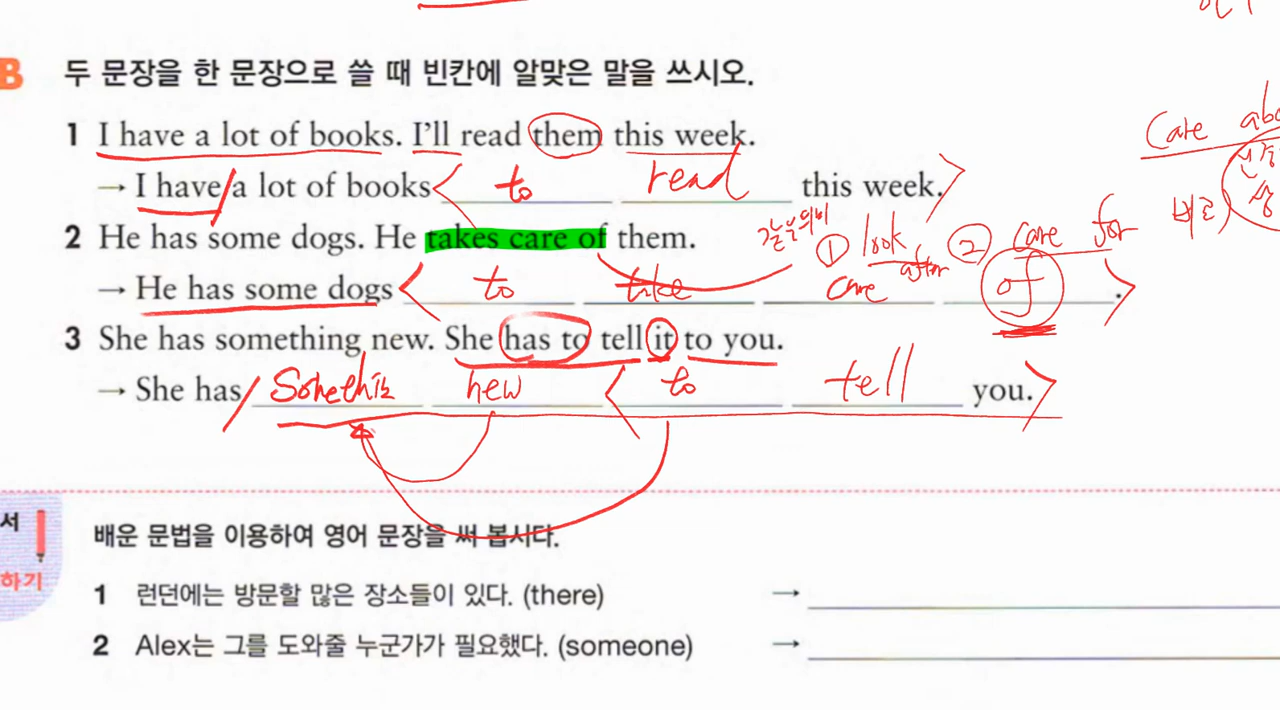 B 두 문장을 한 문장으로 쓸 때 빈칸에 알맞은 말을 쓰시오.
Care
1 I have a lot of books. I'll read them this week.
→ I have a lot of books to read this week.
2 He has some dogs. He takes care of them.
① look after ② care for
→ He has some dogs to take care of.
3 She has something new. She has to tell it to you.
→ She has new to tell you.
서
하기
배운 문법을 이용하여 영어 문장을 써 봅시다.
1 런던에는 방문할 많은 장소들이 있다. (there) →
2 Alex는 그를 도와줄 누군가가 필요했다. (someone) →